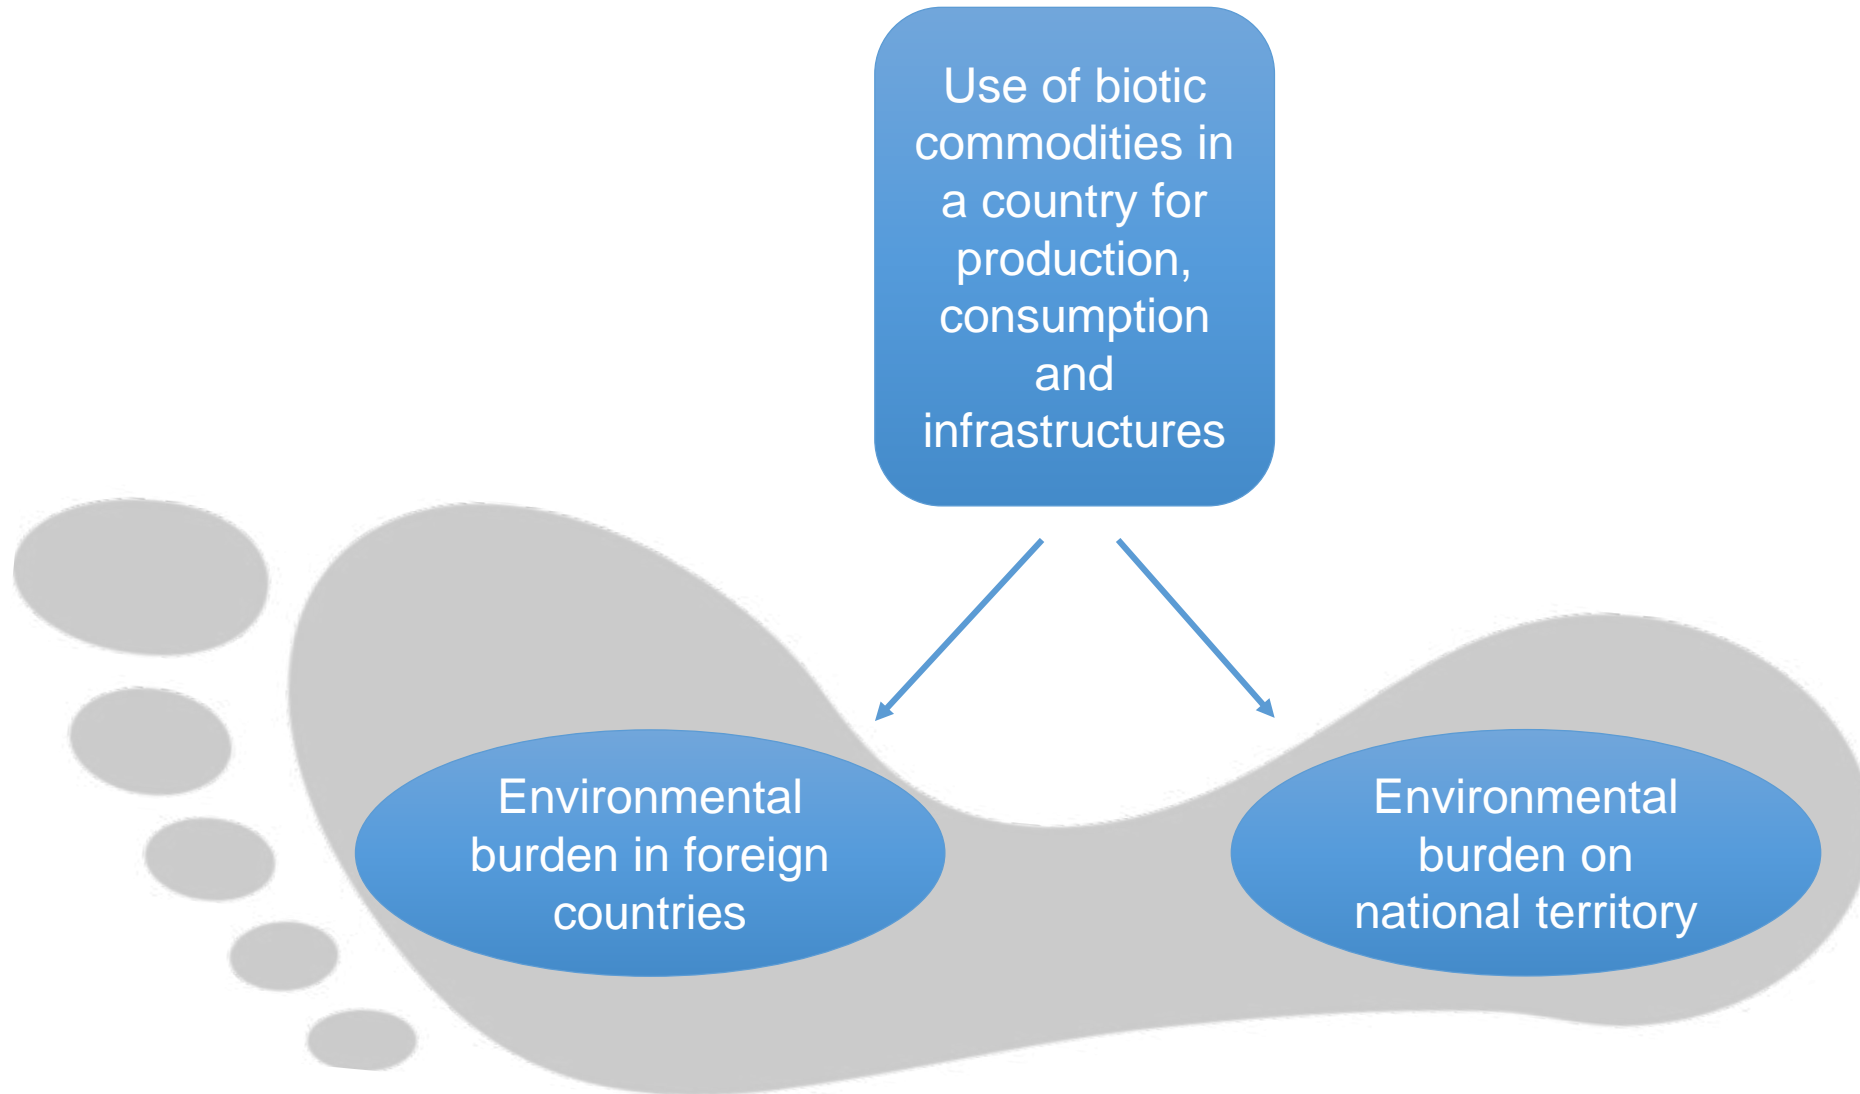 Use of biotic
commodities in
a country for
production,
consumption
and
infrastructures
Environmental
burden in foreign
countries
Environmental
burden on
national territory